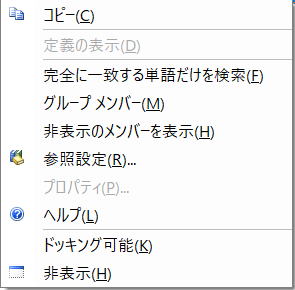 コピー(C)
定義の表示(D)
完全に一致する単語だけを検索(F)
グループ メンバー(M)
非表示のメンバーを表示(H)
参照設定(R)...
プロパティ(P)...
ヘルプ(L)
ドッキング可能(K)
非表示(H)